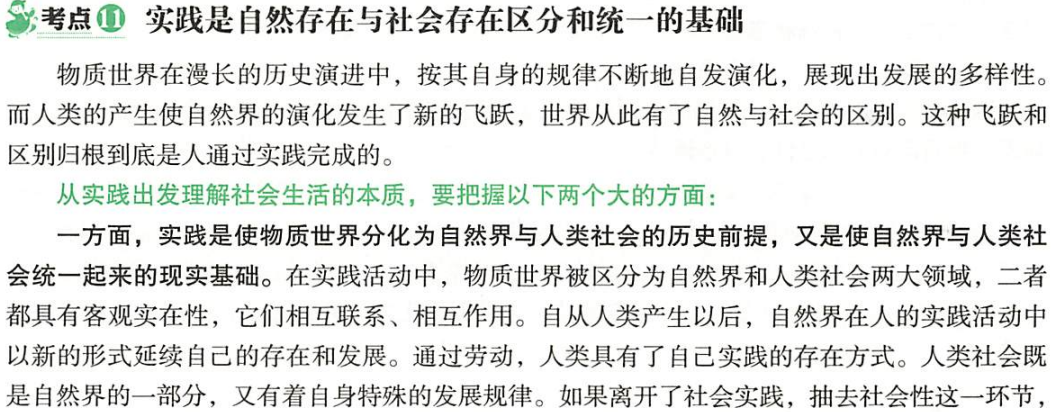 考点11 实践是自然存在与社会存在区分和统一的基础
物质世界在漫长的历史演进中，按其自身的规律不断地自发演化，展现出发展的多样性。
而人类的产生使自然界的演化发生了新的飞跃，世界从此有了自然与社会的区别。这种飞跃和
区别归根到底是人通过实践完成的。
从实践出发理解社会生活的本质，要把握以下两个大的方面：
一方面，实践是使物质世界分化为自然界与人类社会的历史前提，又是使自然界与人类社
会统一起来的现实基础。在实践活动中，物质世界被区分为自然界和人类社会两大领域，二者
都具有客观实在性，它们相互联系、相互作用。自从人类产生以后，自然界在人的实践活动中
以新的形式延续自己的存在和发展。通过劳动，人类具有了自己实践的存在方式。人类社会既
是自然界的一部分，又有着自身特殊的发展规律。如果离开了社会实践，抽去社会性这一环节，